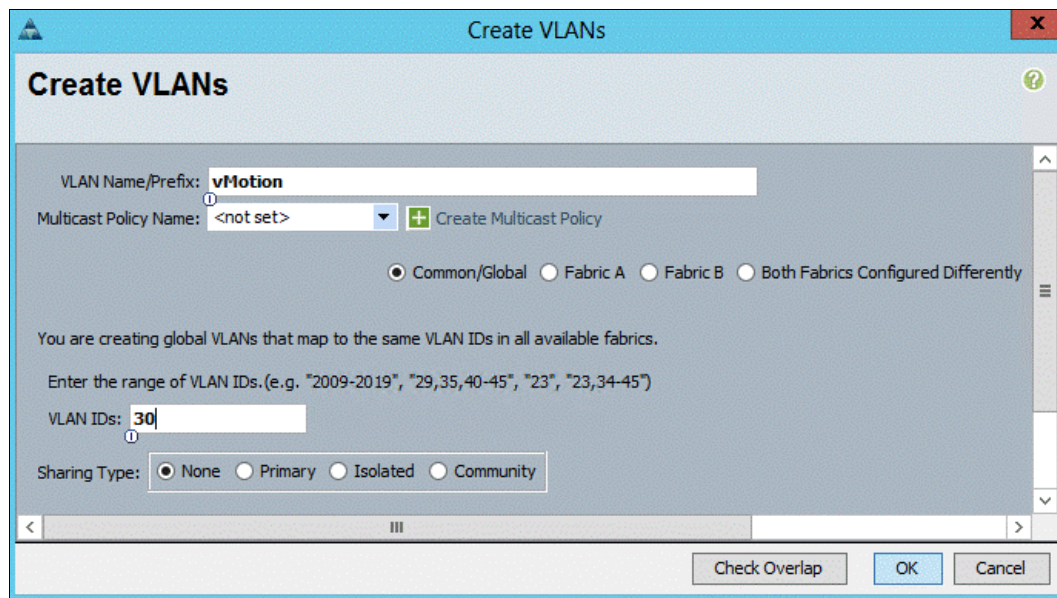 Create VLANs
x
Create VLANs
?
VLAN Name/Prefix: vMotion
Multicast Policy Name: <not set> + Create Multicast Policy
Common/Global Fabric A Fabric B Both Fabrics Configured Differently
You are creating global VLANs that map to the same VLAN IDs in all available fabrics.
Enter the range of VLAN IDs.(e.g. "2009-2019", "29,35,40-45", "23", "23,34-45")
VLAN IDs: 30
Sharing Type: None Primary Isolated Community
Check Overlap OK Cancel